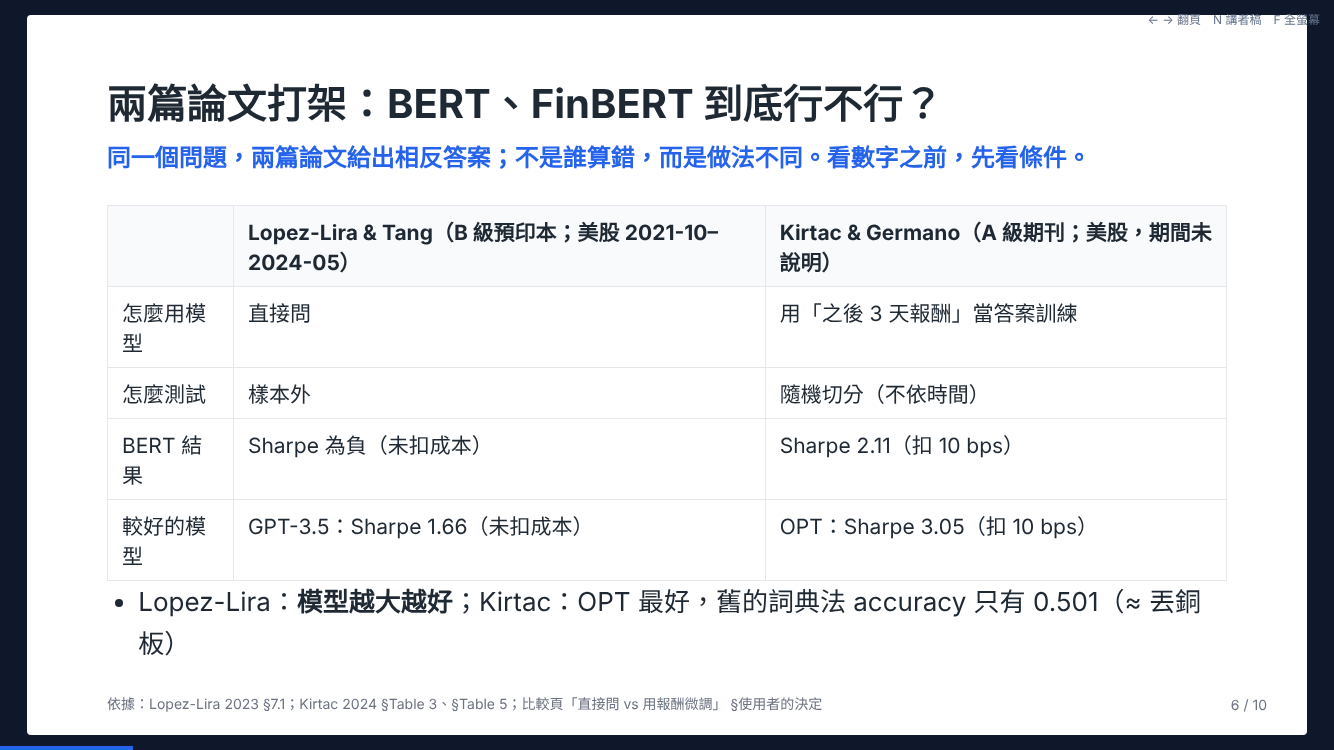 ← → 翻頁 N 講者稿 F 全螢幕
兩篇論文打架：BERT、FinBERT 到底行不行？
同一個問題，兩篇論文給出相反答案；不是誰算錯，而是做法不同。看數字之前，先看條件。
Lopez-Lira & Tang（B 級預印本；美股 2021-10–
2024-05）
Kirtac & Germano（A 級期刊；美股，期間未
說明）
怎麼用模
型
直接問
用「之後 3 天報酬」當答案訓練
怎麼測試
樣本外
隨機切分（不依時間）
BERT 結
果
Sharpe 為負（未扣成本）
Sharpe 2.11（扣 10 bps）
較好的模
型
GPT-3.5：Sharpe 1.66（未扣成本）
OPT：Sharpe 3.05（扣 10 bps）
• Lopez-Lira：模型越大越好；Kirtac：OPT 最好，舊的詞典法 accuracy 只有 0.501（≈ 丟銅
板）
依據：Lopez-Lira 2023 §7.1；Kirtac 2024 §Table 3、§Table 5；比較頁「直接問 vs 用報酬微調」 §使用者的決定
6 / 10